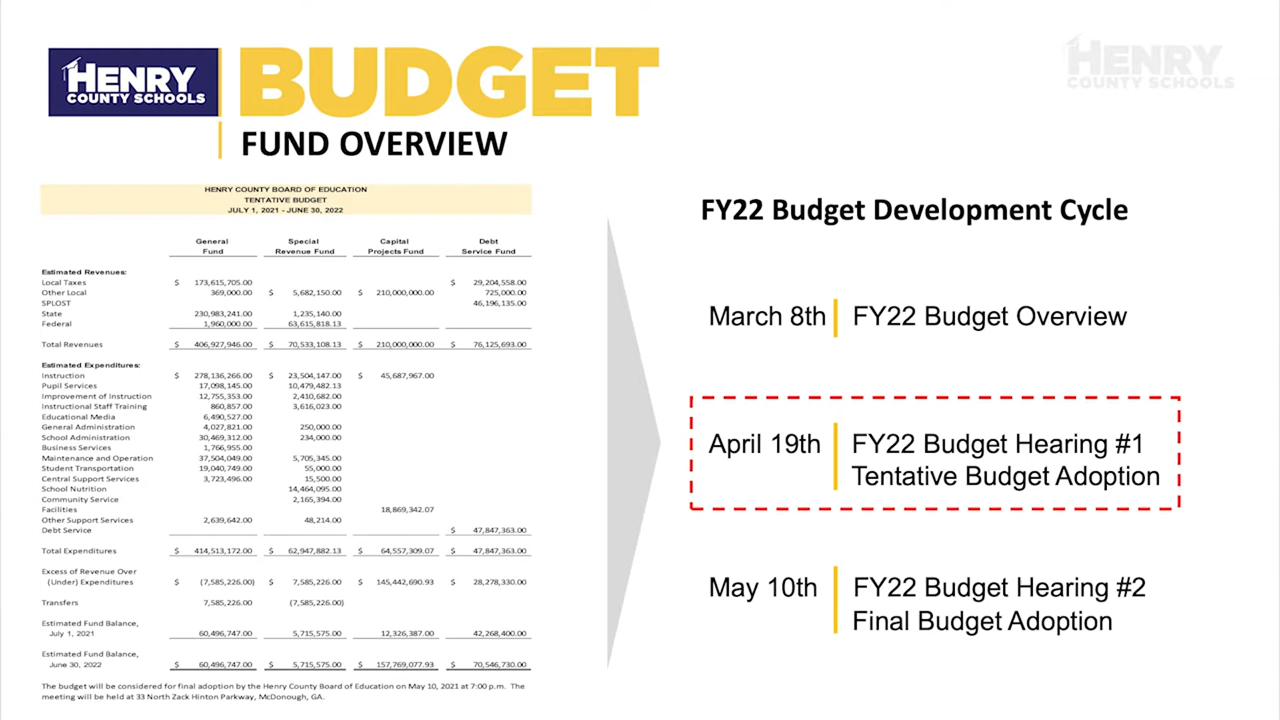 HENRY
COUNTY SCHOOLS
BUDGET
FUND OVERVIEW
HENRY
COUNTY SCHOOLS
HENRY COUNTY BOARD OF EDUCATION
TENTATIVE BUDGET
JULY 1, 2021 - JUNE 30, 2022
General Special Capital Debt
Fund Revenue Fund Projects Fund Service Fund
Estimated Revenues:
Local Taxes $ 173,615,705.00 $ 29,204,558.00
Other Local 369,000.00 $ 5,682,150.00 $ 210,000,000.00 725,000.00
SPLOST 46,196,135.00
State 230,983,241.00 1,235,140.00
Federal 1,960,000.00 63,615,818.13
Total Revenues $ 406,927,946.00 $ 70,533,108.13 $ 210,000,000.00 $ 76,125,693.00
Estimated Expenditures:
Instruction $ 278,136,266.00 $ 23,504,147.00 $ 45,687,967.00
Pupil Services 17,098,145.00 10,479,482.13
Improvement of Instruction 12,755,353.00 2,410,682.00
Instructional Staff Training 860,857.00 3,616,023.00
Educational Media 6,490,527.00
General Administration 4,027,821.00 250,000.00
School Administration 30,469,312.00 234,000.00
Business Services 1,766,955.00
Maintenance and Operation 37,504,049.00 5,705,345.00
Student Transportation 19,040,749.00 55,000.00
Central Support Services 3,723,496.00 15,500.00
School Nutrition 14,464,095.00
Community Service 2,165,394.00
Facilities 18,869,342.07
Other Support Services 2,639,642.00 48,214.00
Debt Service $ 47,847,363.00
Total Expenditures $ 414,513,172.00 $ 62,947,882.13 $ 64,557,309.07 $ 47,847,363.00
Excess of Revenue Over
(Under) Expenditures $ (7,585,226.00) $ 7,585,226.00 $ 145,442,690.93 $ 28,278,330.00
Transfers 7,585,226.00 (7,585,226.00)
Estimated Fund Balance,
July 1, 2021 60,496,747.00 5,715,575.00 12,326,387.00 42,268,400.00
Estimated Fund Balance,
June 30, 2022 $ 60,496,747.00 $ 5,715,575.00 $ 157,769,077.93 $ 70,546,730.00
The budget will be considered for final adoption by the Henry County Board of Education on May 10, 2021 at 7:00 p.m. The
meeting will be held at 33 North Zack Hinton Parkway, McDonough, GA.
FY22 Budget Development Cycle
March 8th FY22 Budget Overview
April 19th FY22 Budget Hearing #1
Tentative Budget Adoption
May 10th FY22 Budget Hearing #2
Final Budget Adoption